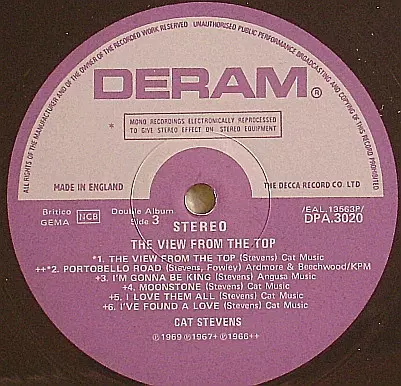 ALL RIGHTS OF THE MANUFACTURER AND OF THE OWNER OF THE RECORDED WORK RESERVED. UNAUTHORISED PUBLIC PERFORMANCE BROADCASTING AND COPYING OF THIS RECORD PROHIBITED
DERAM®
* MONO RECORDINGS ELECTRONICALLY REPROCESSED
TO GIVE STEREO EFFECT ON STEREO EQUIPMENT
MADE IN ENGLAND
THE DECCA RECORD CO. LTD
Britico
GEMA
NCB
Double Album
Side 3
/EAL.13563P/
DPA.3020
STEREO
THE VIEW FROM THE TOP
*1. THE VIEW FROM THE TOP (Stevens) Cat Music
++*2. PORTOBELLO ROAD (Stevens, Fowley) Ardmore & Beechwood/KPM
+3. I'M GONNA BE KING (Stevens) Angusa Music
+4. MOONSTONE (Stevens) Cat Music
+5. I LOVE THEM ALL (Stevens) Cat Music
+6. I'VE FOUND A LOVE (Stevens) Cat Music
CAT STEVENS
℗1969 ℗1967+ ℗1966++